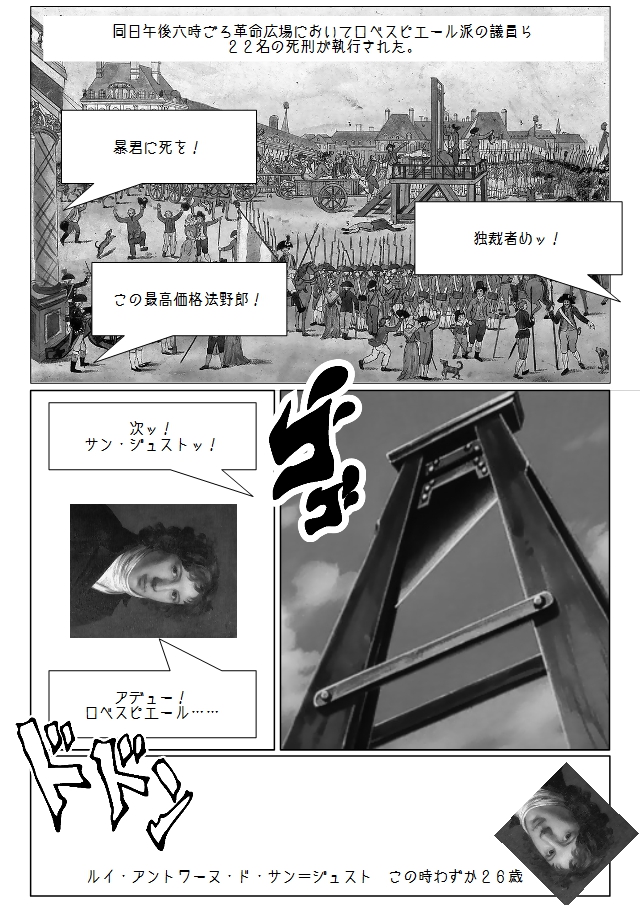 同日午後六時ごろ革命広場においてロベスピエール派の議員ら
２２名の死刑が執行された。
暴君に死を！
独裁者めッ！
この最高価格法野郎！
次ッ！
サン・ジュストッ！
ゴゴゴ
アデュー！
ロベスピエール……
ドドン
ルイ・アントワーヌ・ド・サン＝ジュスト　この時わずか２６歳